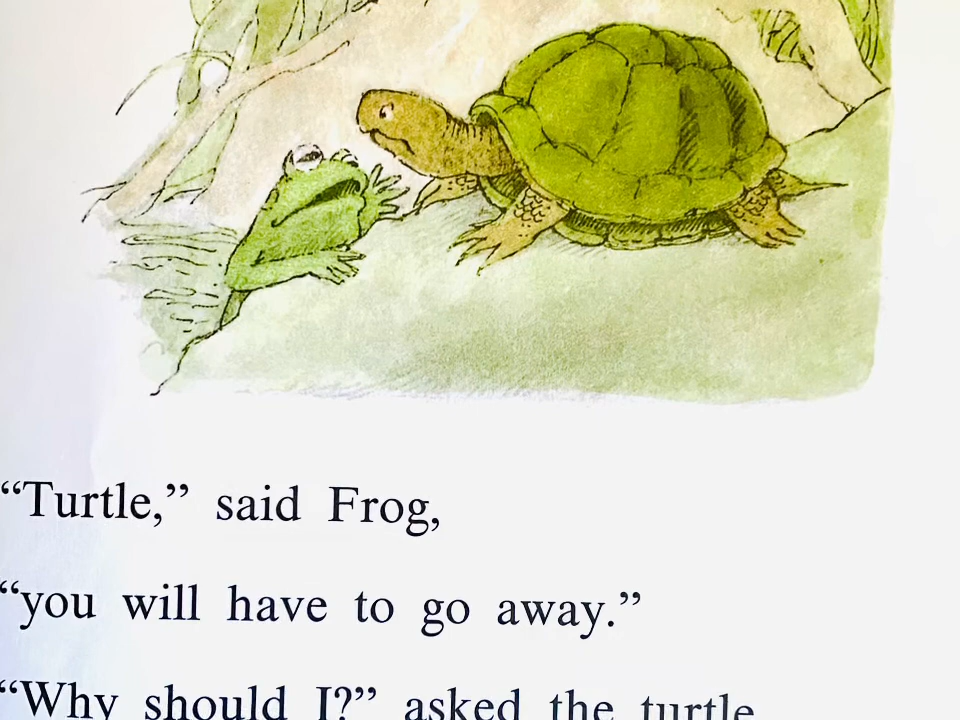 “Turtle,” said Frog,
“you will have to go away.”
“Why should I?” asked the turtle